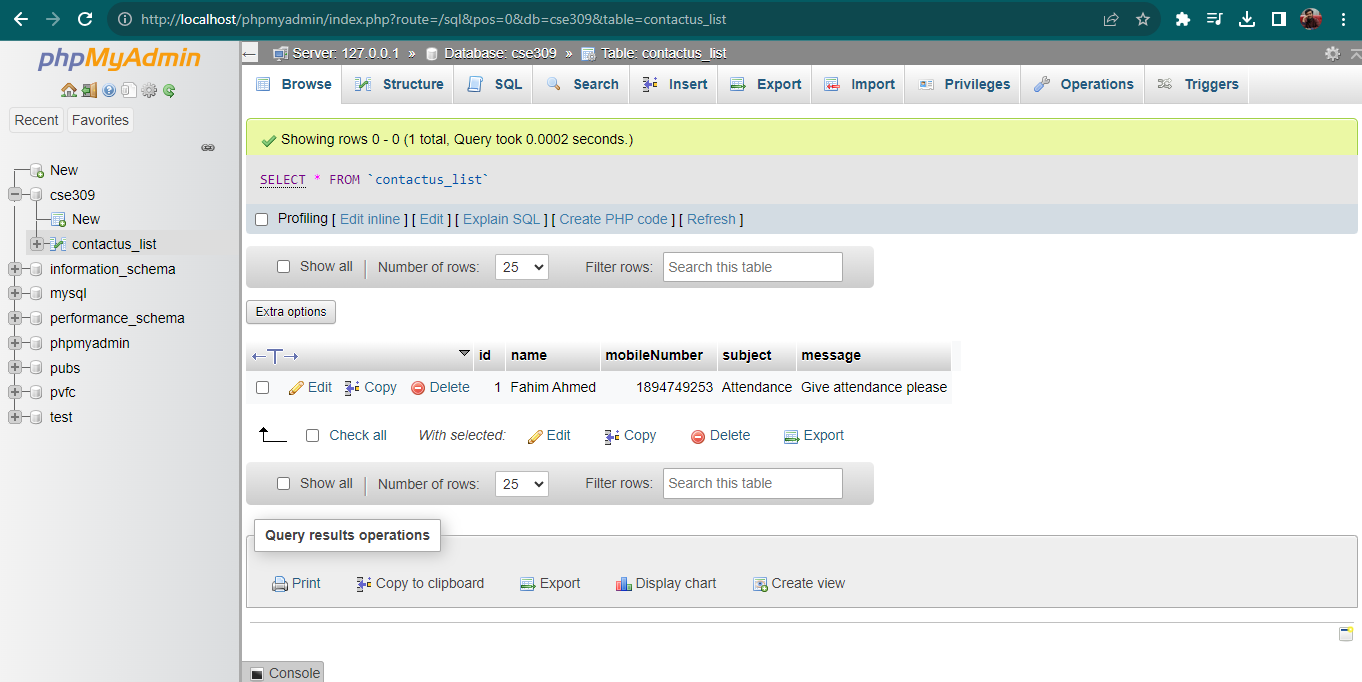 http://localhost/phpmyadmin/index.php?route=/sql&pos=0&db=cse309&table=contactus_list
phpMyAdmin
Recent Favorites
New
cse309
New
contactus_list
information_schema
mysql
performance_schema
phpmyadmin
pubs
pvfc
test
Server: 127.0.0.1 » Database: cse309 » Table: contactus_list
Browse Structure SQL Search Insert Export Import Privileges Operations Triggers
Showing rows 0 - 0 (1 total, Query took 0.0002 seconds.)
SELECT * FROM `contactus_list`
Profiling [ Edit inline ] [ Edit ] [ Explain SQL ] [ Create PHP code ] [ Refresh ]
Show all Number of rows: 25 Filter rows: Search this table
Extra options
←T→ id name mobileNumber subject message
Edit Copy Delete 1 Fahim Ahmed 1894749253 Attendance Give attendance please
Check all With selected: Edit Copy Delete Export
Show all Number of rows: 25 Filter rows: Search this table
Query results operations
Print Copy to clipboard Export Display chart Create view
Console